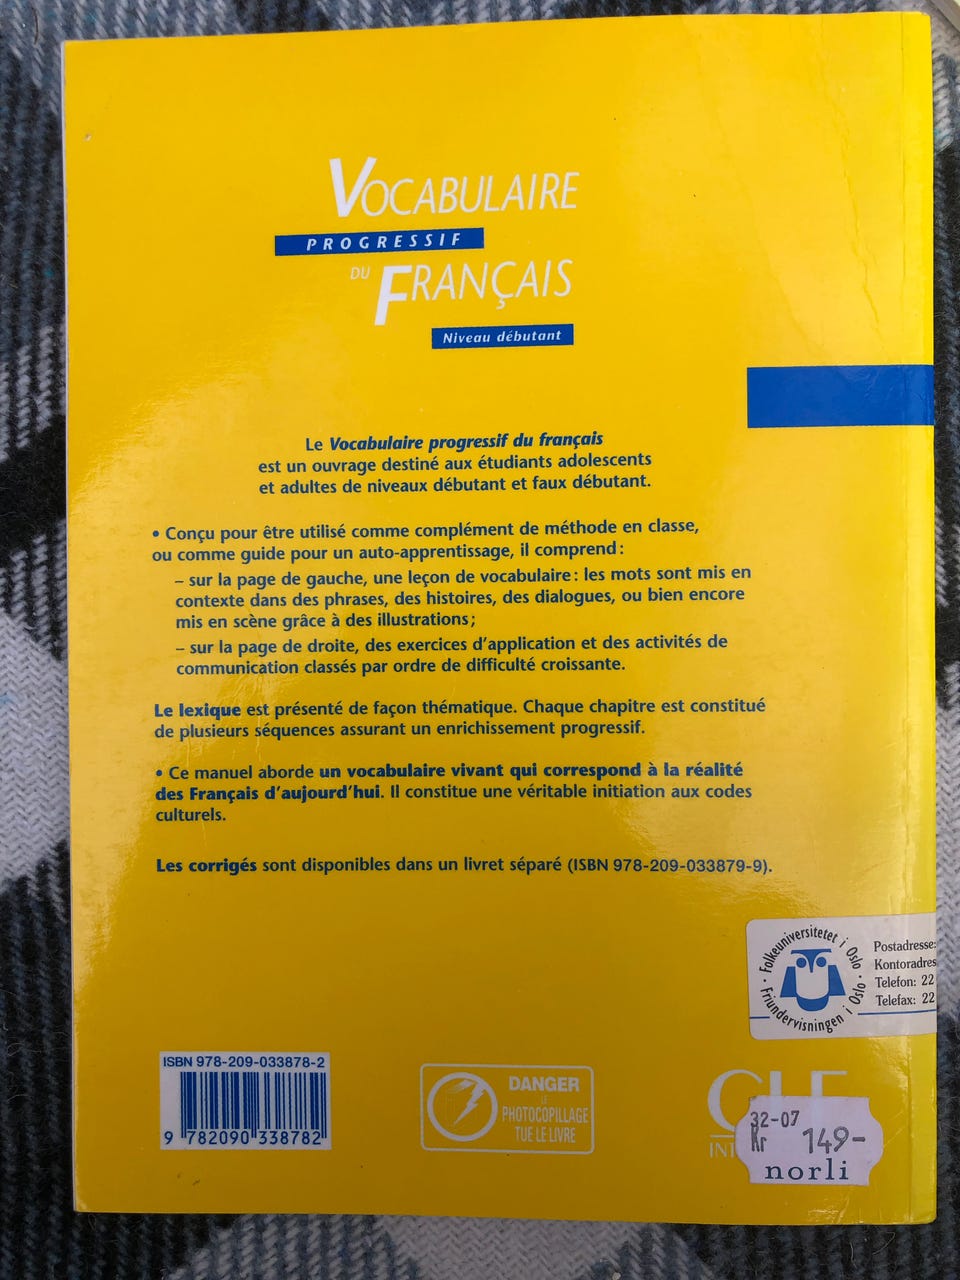 VOCABULAIRE
PROGRESSIF
DU FRANÇAIS
Niveau débutant
Le Vocabulaire progressif du français
est un ouvrage destiné aux étudiants adolescents
et adultes de niveaux débutant et faux débutant.
• Conçu pour être utilisé comme complément de méthode en classe,
ou comme guide pour un auto-apprentissage, il comprend :
– sur la page de gauche, une leçon de vocabulaire : les mots sont mis en
contexte dans des phrases, des histoires, des dialogues, ou bien encore
mis en scène grâce à des illustrations ;
– sur la page de droite, des exercices d'application et des activités de
communication classés par ordre de difficulté croissante.
Le lexique est présenté de façon thématique. Chaque chapitre est constitué
de plusieurs séquences assurant un enrichissement progressif.
• Ce manuel aborde un vocabulaire vivant qui correspond à la réalité
des Français d'aujourd'hui. Il constitue une véritable initiation aux codes
culturels.
Les corrigés sont disponibles dans un livret séparé (ISBN 978-209-033879-9).
Folkeuniversitetet i Oslo
Friundervisningen i Oslo
Postadresse:
Kontoradres
Telefon: 22
Telefax: 22
ISBN 978-209-033878-2
9 782090 338782
DANGER
LE
PHOTOCOPILLAGE
TUE LE LIVRE
CLE
INT
32-07
Kr 149-
norli